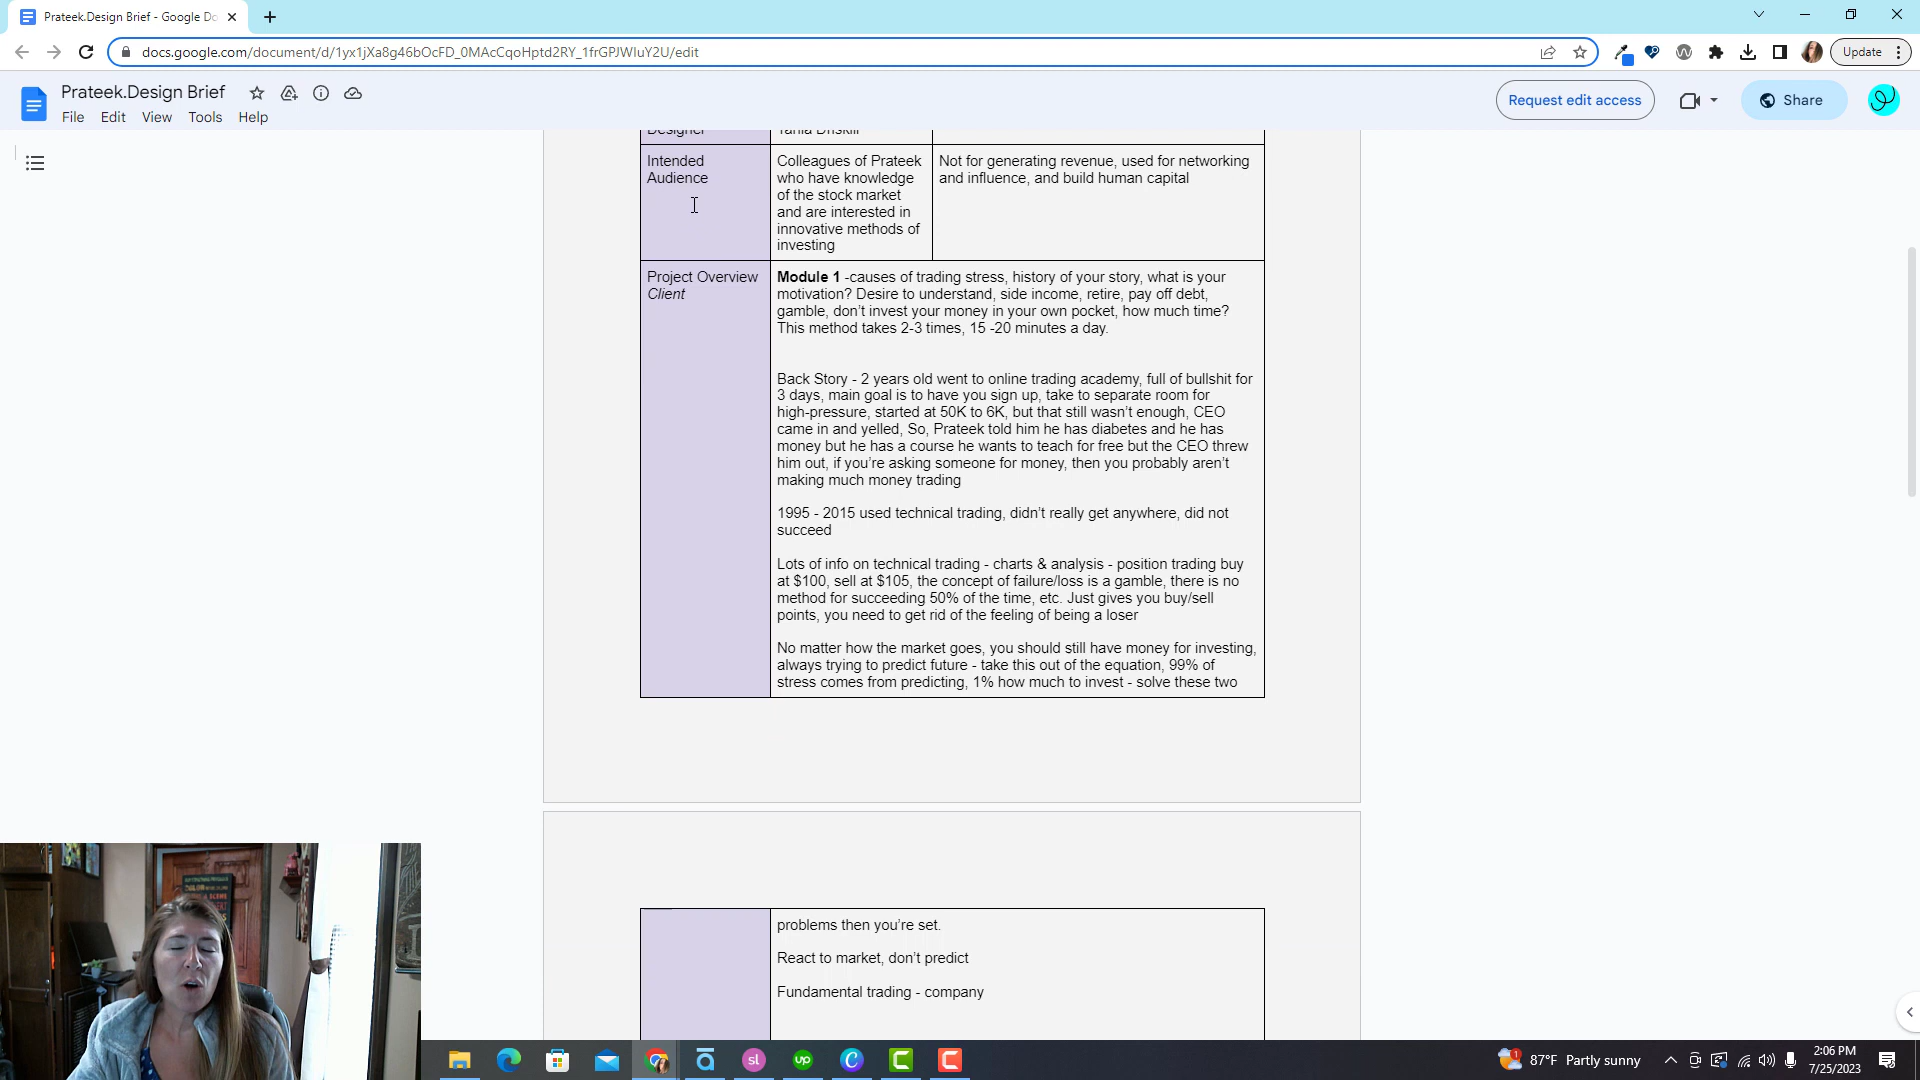 Prateek.Design Brief - Google Do
docs.google.com/document/d/1yx1jXa8g46bOcFD_0MAcCqoHptd2RY_1frGPJWIuY2U/edit
Update
Prateek.Design Brief
File Edit View Tools Help
Request edit access
Share
Designer
Tania Driskill
Intended
Audience
Colleagues of Prateek
who have knowledge
of the stock market
and are interested in
innovative methods of
investing
Not for generating revenue, used for networking
and influence, and build human capital
Project Overview
Client
Module 1 -causes of trading stress, history of your story, what is your
motivation? Desire to understand, side income, retire, pay off debt,
gamble, don’t invest your money in your own pocket, how much time?
This method takes 2-3 times, 15 -20 minutes a day.
Back Story - 2 years old went to online trading academy, full of bullshit for
3 days, main goal is to have you sign up, take to separate room for
high-pressure, started at 50K to 6K, but that still wasn’t enough, CEO
came in and yelled, So, Prateek told him he has diabetes and he has
money but he has a course he wants to teach for free but the CEO threw
him out, if you’re asking someone for money, then you probably aren’t
making much money trading
1995 - 2015 used technical trading, didn’t really get anywhere, did not
succeed
Lots of info on technical trading - charts & analysis - position trading buy
at $100, sell at $105, the concept of failure/loss is a gamble, there is no
method for succeeding 50% of the time, etc. Just gives you buy/sell
points, you need to get rid of the feeling of being a loser
No matter how the market goes, you should still have money for investing,
always trying to predict future - take this out of the equation, 99% of
stress comes from predicting, 1% how much to invest - solve these two
problems then you’re set.
React to market, don’t predict
Fundamental trading - company
sl
up
1
87°F Partly sunny
2:06 PM
7/25/2023